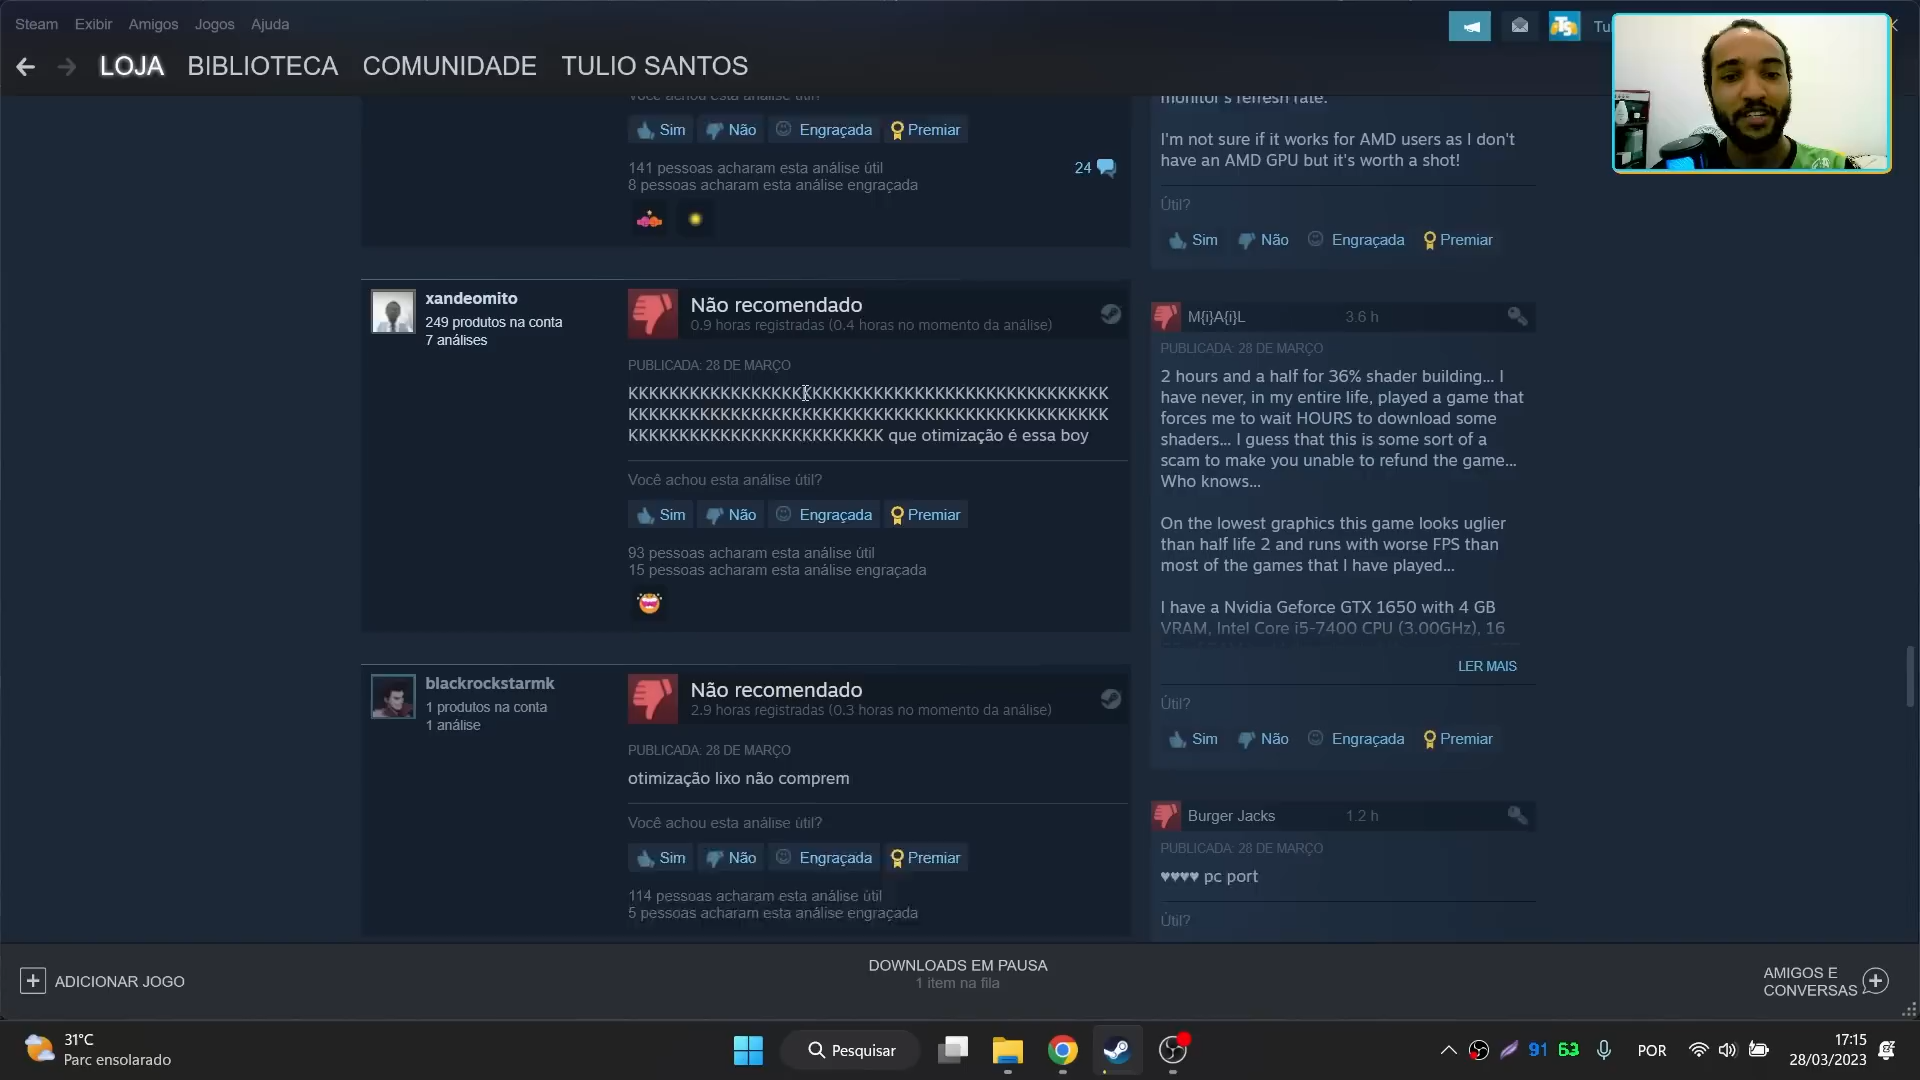 Steam Exibir Amigos Jogos Ajuda
Tu
LOJA BIBLIOTECA COMUNIDADE TULIO SANTOS
Você achou esta análise útil?
Sim Não Engraçada Premiar
141 pessoas acharam esta análise útil
8 pessoas acharam esta análise engraçada
24
xandeomito
249 produtos na conta
7 análises
Não recomendado
0.9 horas registradas (0.4 horas no momento da análise)
PUBLICADA: 28 DE MARÇO
KKKKKKKKKKKKKKKKKKKKKKKKKKKKKKKKKKKKKKKKKKKKKKK
KKKKKKKKKKKKKKKKKKKKKKKKKKKKKKKKKKKKKKKKKKKKKKK
KKKKKKKKKKKKKKKKKKKKKKKKK que otimização é essa boy
Você achou esta análise útil?
Sim Não Engraçada Premiar
93 pessoas acharam esta análise útil
15 pessoas acharam esta análise engraçada
blackrockstarmk
1 produtos na conta
1 análise
Não recomendado
2.9 horas registradas (0.3 horas no momento da análise)
PUBLICADA: 28 DE MARÇO
otimização lixo não comprem
Você achou esta análise útil?
Sim Não Engraçada Premiar
114 pessoas acharam esta análise útil
5 pessoas acharam esta análise engraçada
monitor's refresh rate.
I'm not sure if it works for AMD users as I don't
have an AMD GPU but it's worth a shot!
Útil?
Sim Não Engraçada Premiar
M{i}A{i}L 3.6 h
PUBLICADA: 28 DE MARÇO
2 hours and a half for 36% shader building... I
have never, in my entire life, played a game that
forces me to wait HOURS to download some
shaders... I guess that this is some sort of a
scam to make you unable to refund the game...
Who knows...
On the lowest graphics this game looks uglier
than half life 2 and runs with worse FPS than
most of the games that I have played...
I have a Nvidia Geforce GTX 1650 with 4 GB
VRAM, Intel Core i5-7400 CPU (3.00GHz), 16
LER MAIS
Útil?
Sim Não Engraçada Premiar
Burger Jacks 1.2 h
PUBLICADA: 28 DE MARÇO
♥♥♥♥ pc port
Útil?
ADICIONAR JOGO
DOWNLOADS EM PAUSA
1 item na fila
AMIGOS E
CONVERSAS
31°C
Parc ensolarado
Pesquisar
91 63
POR
17:15
28/03/2023